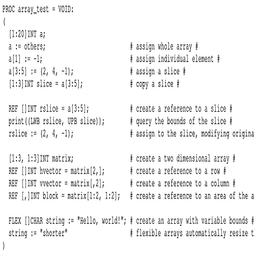 PROC array_test = VOID:
(
  [1:20]INT a;
  a := others;                      # assign whole array #
  a[1] := -1;                       # assign individual element #
  a[3:5] := (2, 4, -1);             # assign a slice #
  [1:3]INT slice = a[3:5];          # copy a slice #

  REF []INT rslice = a[3:5];        # create a reference to a slice #
  print((LWB rslice, UPB slice));   # query the bounds of the slice #
  rslice := (2, 4, -1);             # assign to the slice, modifying origina

  [1:3, 1:3]INT matrix;             # create a two dimensional array #
  REF []INT hvector = matrix[2,];   # create a reference to a row #
  REF []INT vvector = matrix[,2];   # create a reference to a column #
  REF [,]INT block = matrix[1:2, 1:2];  # create a reference to an area of the a

  FLEX []CHAR string := "Hello, world!"; # create an array with variable bounds #
  string := "shorter"               # flexible arrays automatically resize t
)